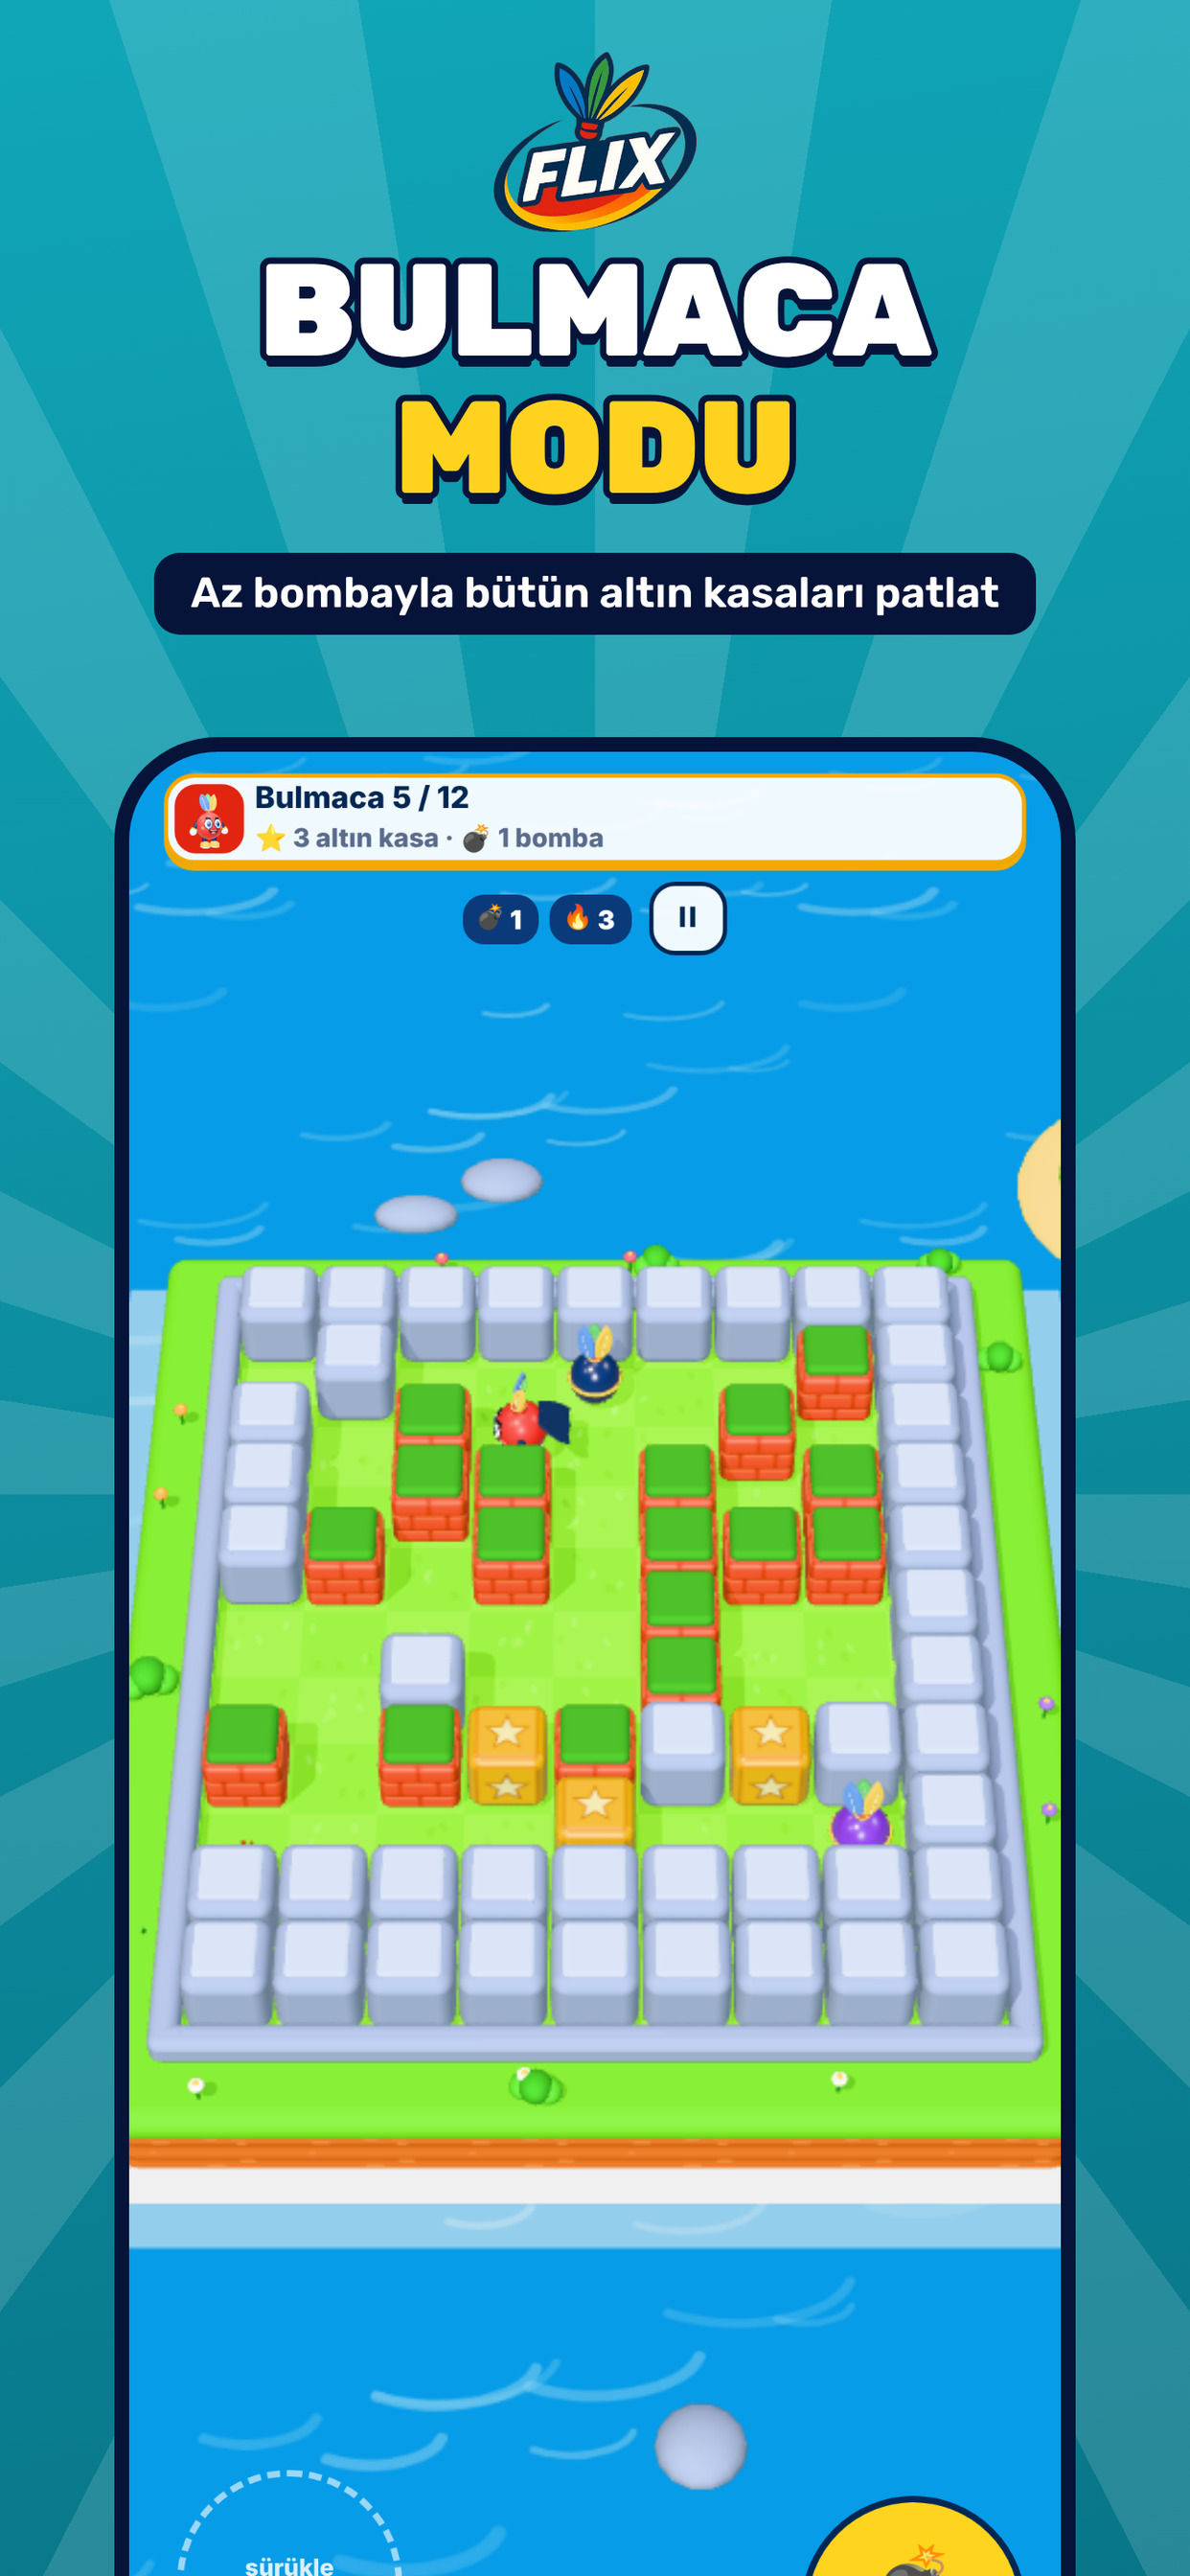 FLIX
BULMACA
MODU
Az bombayla bütün altın kasaları patlat
Bulmaca 5 / 12
3 altın kasa · 1 bomba
1 3
sürükle